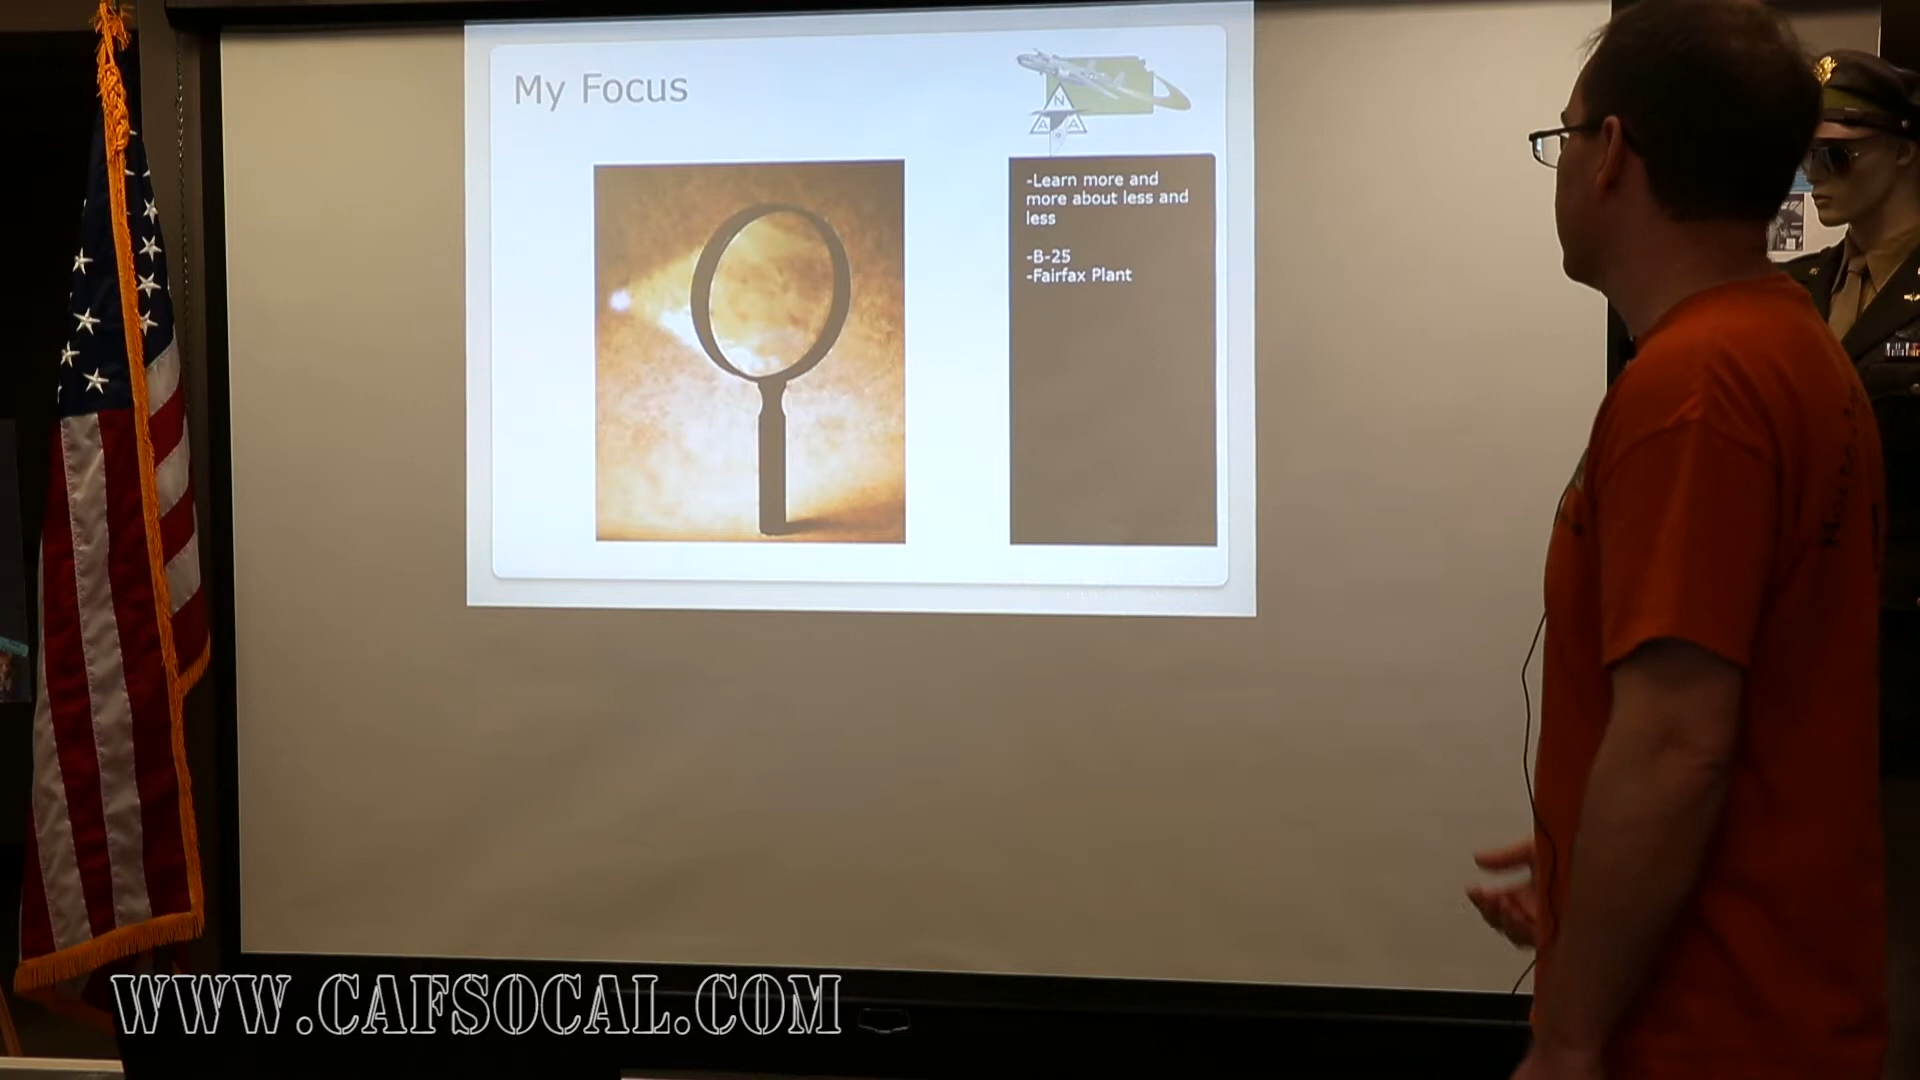 My Focus
N
A A
-Learn more and
more about less and
less
-B-25
-Fairfax Plant
WWW.CAFSOCAL.COM